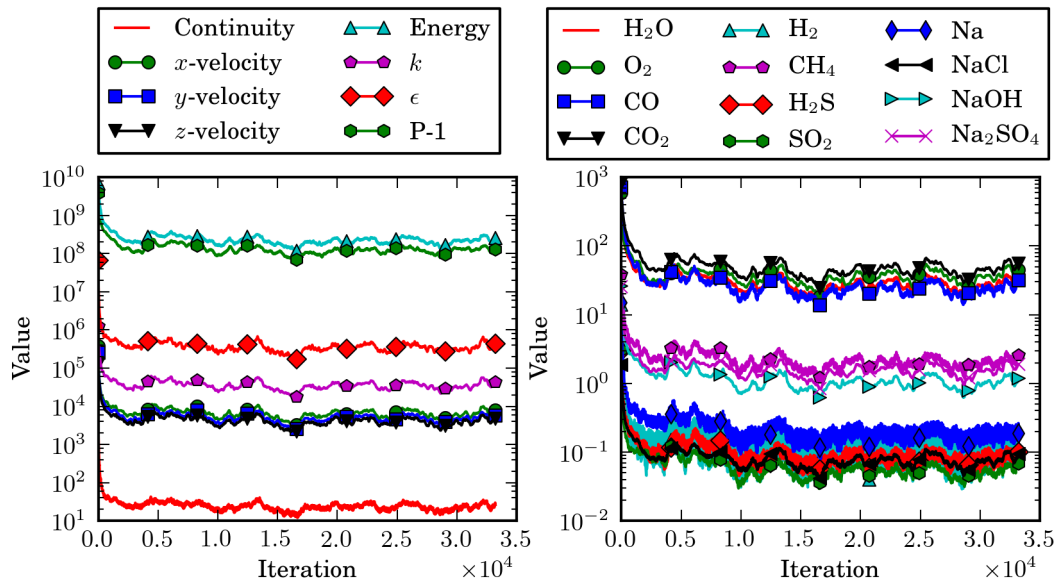 Continuity Energy
x-velocity k
y-velocity ϵ
z-velocity P-1
H₂O H₂ Na
O₂ CH₄ NaCl
CO H₂S NaOH
CO₂ SO₂ Na₂SO₄
10¹⁰
10⁹
10⁸
10⁷
10⁶
10⁵
10⁴
10³
10²
10¹
Value
0.0 0.5 1.0 1.5 2.0 2.5 3.0 3.5
Iteration ×10⁴
10³
10²
10¹
10⁰
10⁻¹
10⁻²
Value
0.0 0.5 1.0 1.5 2.0 2.5 3.0 3.5
Iteration ×10⁴